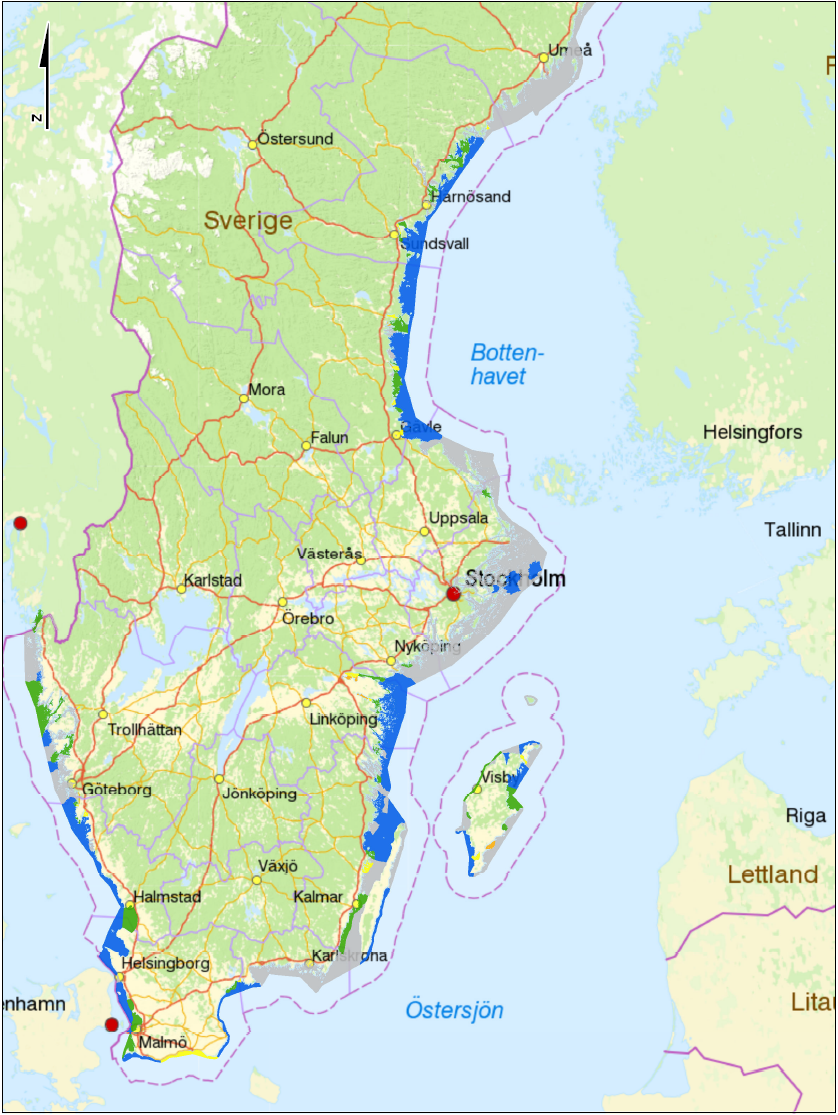 Umeå
F
N
Östersund
Härnösand
Sverige
Sundsvall
Botten-
havet
Mora
Gävle
Falun
Helsingfors
Uppsala
Tallinn
Västerås
Stockholm
Karlstad
Örebro
Nyköping
Linköping
Trollhättan
Visby
Göteborg
Jönköping
Riga
Växjö
Lettland
Halmstad
Kalmar
Karlskrona
Helsingborg
enhamn
Östersjön
Litau
Malmö